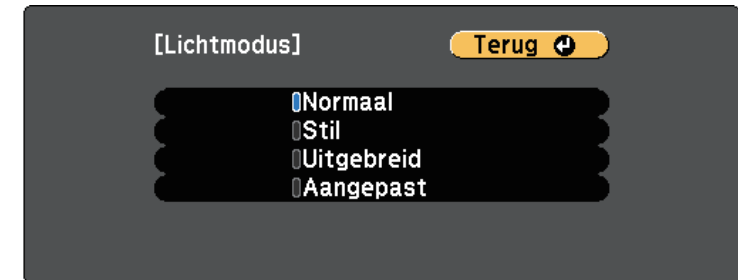 [Lichtmodus] Terug
Normaal
Stil
Uitgebreid
Aangepast